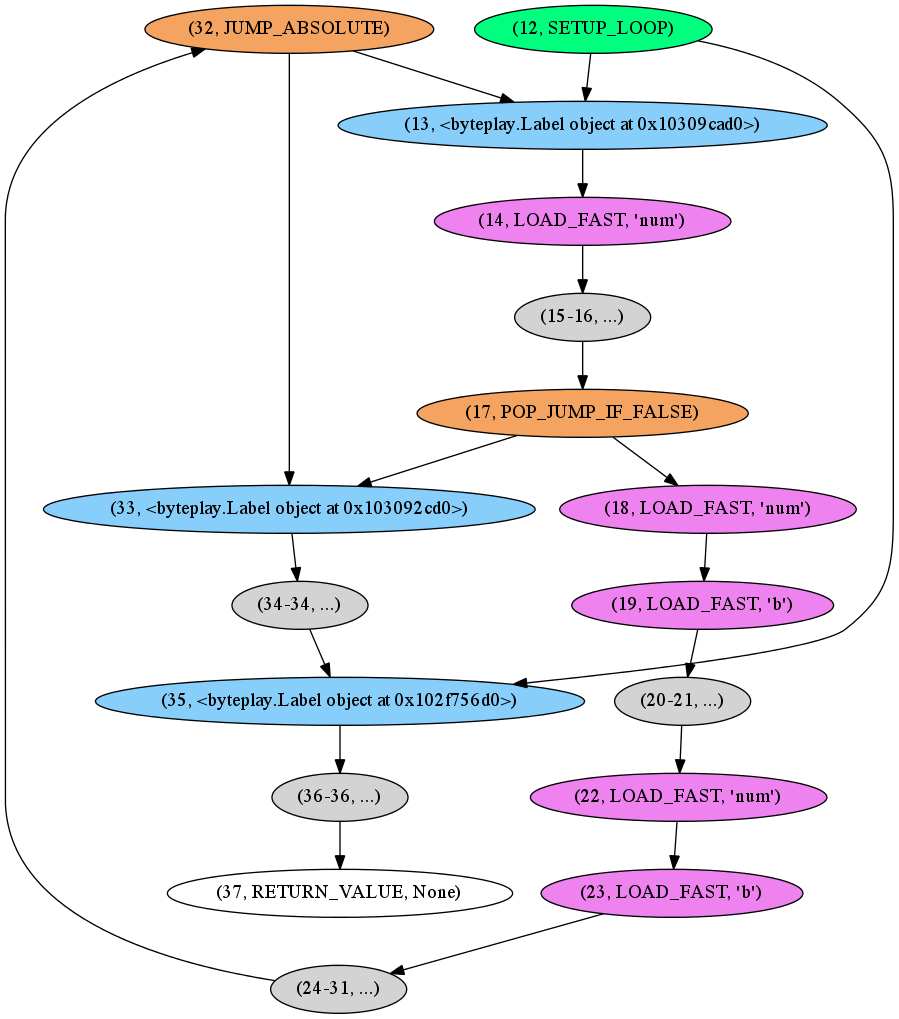 (32, JUMP_ABSOLUTE)
(12, SETUP_LOOP)
(13, <byteplay.Label object at 0x10309cad0>)
(14, LOAD_FAST, 'num')
(15-16, ...)
(17, POP_JUMP_IF_FALSE)
(33, <byteplay.Label object at 0x103092cd0>)
(18, LOAD_FAST, 'num')
(34-34, ...)
(19, LOAD_FAST, 'b')
(35, <byteplay.Label object at 0x102f756d0>)
(20-21, ...)
(36-36, ...)
(22, LOAD_FAST, 'num')
(37, RETURN_VALUE, None)
(23, LOAD_FAST, 'b')
(24-31, ...)